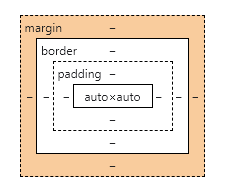 margin –
border –
padding –
– – – auto×auto – – –
–
–
–